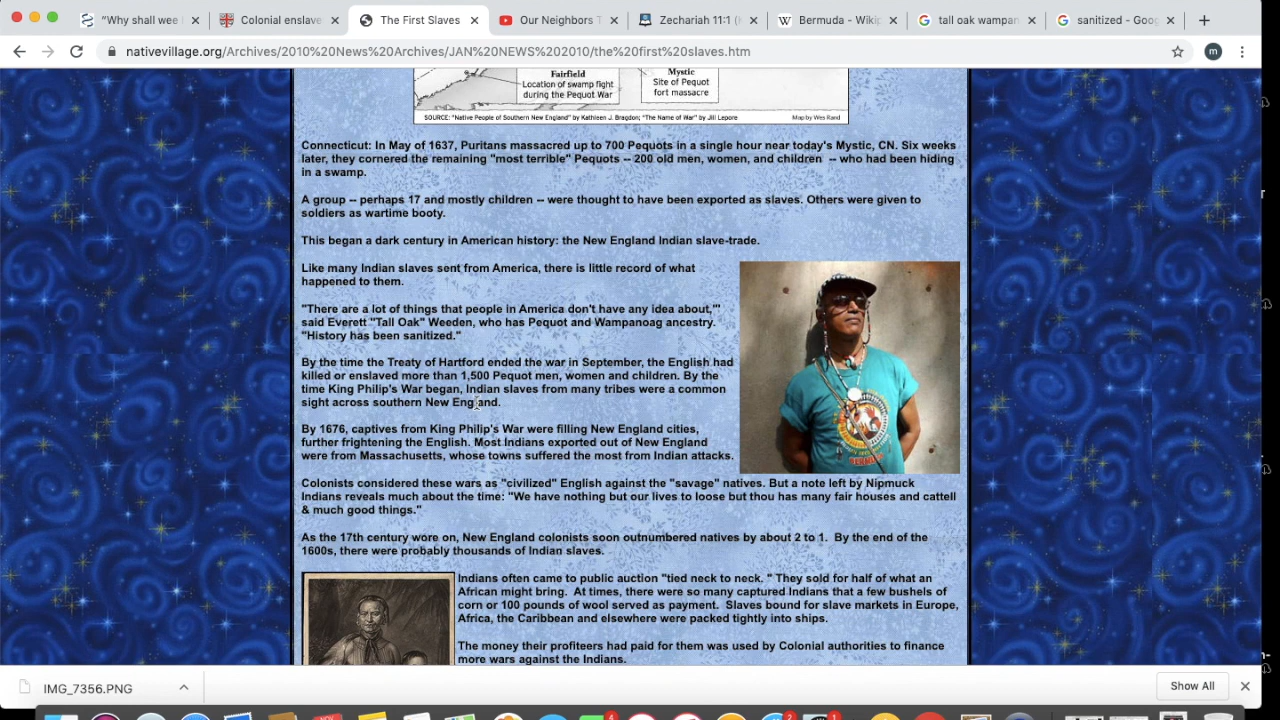 "Why shall wee
Colonial enslave
The First Slaves
Our Neighbors T
Zechariah 11:1 (
Bermuda - Wiki
tall oak wampan
sanitized - Goog
nativevillage.org/Archives/2010%20News%20Archives/JAN%20NEWS%202010/the%20first%20slaves.htm
m
Fairfield
Location of swamp fight
during the Pequot War
Mystic
Site of Pequot
fort massacre
SOURCE: "Native People of Southern New England" by Kathleen J. Bragdon; "The Name of War" by Jill Lepore
Map by Wes Rand
Connecticut: In May of 1637, Puritans massacred up to 700 Pequots in a single hour near today's Mystic, CN. Six weeks
later, they cornered the remaining "most terrible" Pequots -- 200 old men, women, and children -- who had been hiding
in a swamp.
A group -- perhaps 17 and mostly children -- were thought to have been exported as slaves. Others were given to
soldiers as wartime booty.
This began a dark century in American history: the New England Indian slave-trade.
Like many Indian slaves sent from America, there is little record of what
happened to them.
"There are a lot of things that people in America don't have any idea about,'"
said Everett "Tall Oak" Weeden, who has Pequot and Wampanoag ancestry.
"History has been sanitized."
By the time the Treaty of Hartford ended the war in September, the English had
killed or enslaved more than 1,500 Pequot men, women and children. By the
time King Philip's War began, Indian slaves from many tribes were a common
sight across southern New England.
By 1676, captives from King Philip's War were filling New England cities,
further frightening the English. Most Indians exported out of New England
were from Massachusetts, whose towns suffered the most from Indian attacks.
Colonists considered these wars as "civilized" English against the "savage" natives. But a note left by Nipmuck
Indians reveals much about the time: "We have nothing but our lives to loose but thou has many fair houses and cattell
& much good things."
As the 17th century wore on, New England colonists soon outnumbered natives by about 2 to 1. By the end of the
1600s, there were probably thousands of Indian slaves.
Indians often came to public auction "tied neck to neck. " They sold for half of what an
African might bring. At times, there were so many captured Indians that a few bushels of
corn or 100 pounds of wool served as payment. Slaves bound for slave markets in Europe,
Africa, the Caribbean and elsewhere were packed tightly into ships.
The money their profiteers had paid for them was used by Colonial authorities to finance
more wars against the Indians.
IMG_7356.PNG
Show All
NOV
4
2
1